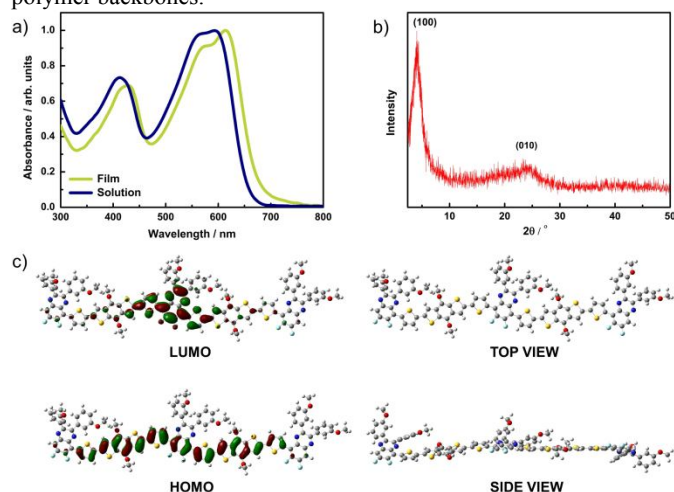 polymer backbones.
a)
Absorbance / arb. units
1.0
0.8
0.6
0.4
0.2
0.0
Film
Solution
300 400 500 600 700 800
Wavelength / nm
b)
(100)
(010)
Intensity
10 20 30 40 50
2θ / °
c)
LUMO
TOP VIEW
HOMO
SIDE VIEW